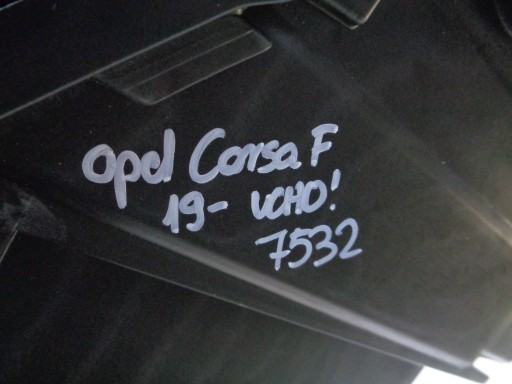 Opel Corsa F
19- UCHO!
7532